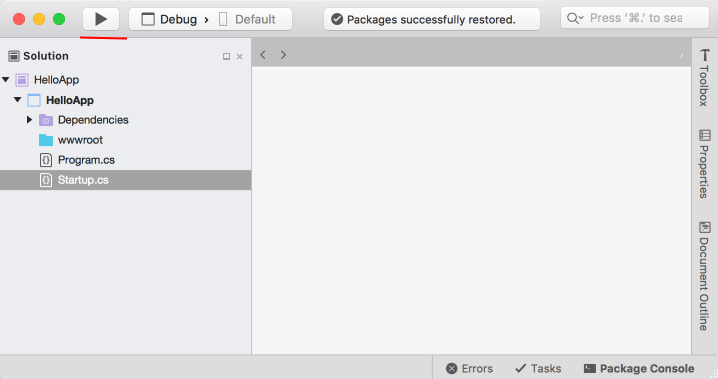 Debug › Default
Packages successfully restored.
Press ‘⌘.’ to sea
Solution
HelloApp
HelloApp
Dependencies
wwwroot
Program.cs
Startup.cs
Toolbox
Properties
Document Outline
Errors
Tasks
Package Console